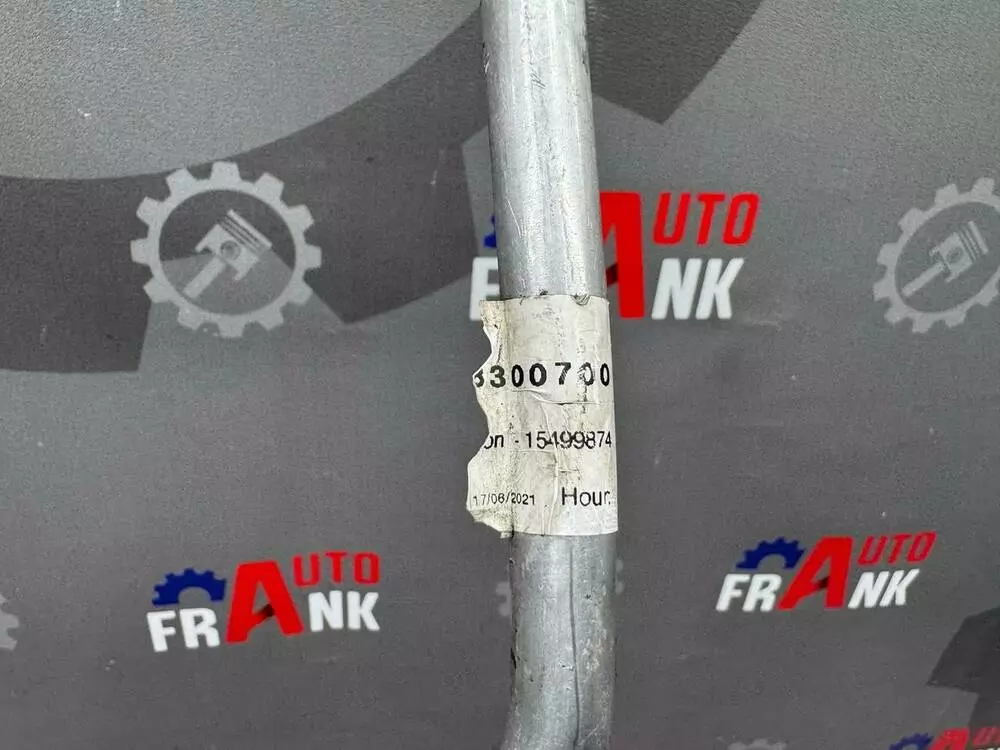 AUTO
FRANK
3300700
on - 15499874
17/06/2021 Hour
AUTO
FRANK
AUTO
FRANK